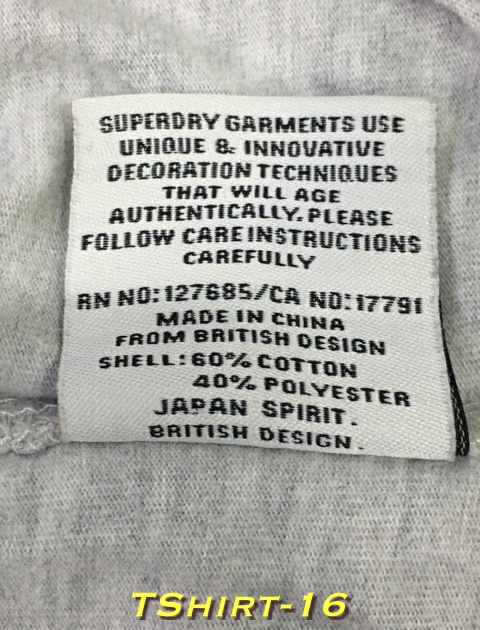 SUPERDRY GARMENTS USE
UNIQUE & INNOVATIVE
DECORATION TECHNIQUES
THAT WILL AGE
AUTHENTICALLY. PLEASE
FOLLOW CARE INSTRUCTIONS
CAREFULLY
RN NO: 127685/CA NO: 17791
MADE IN CHINA
FROM BRITISH DESIGN
SHELL: 60% COTTON
40% POLYESTER
JAPAN SPIRIT.
BRITISH DESIGN.
TSHIRT-16